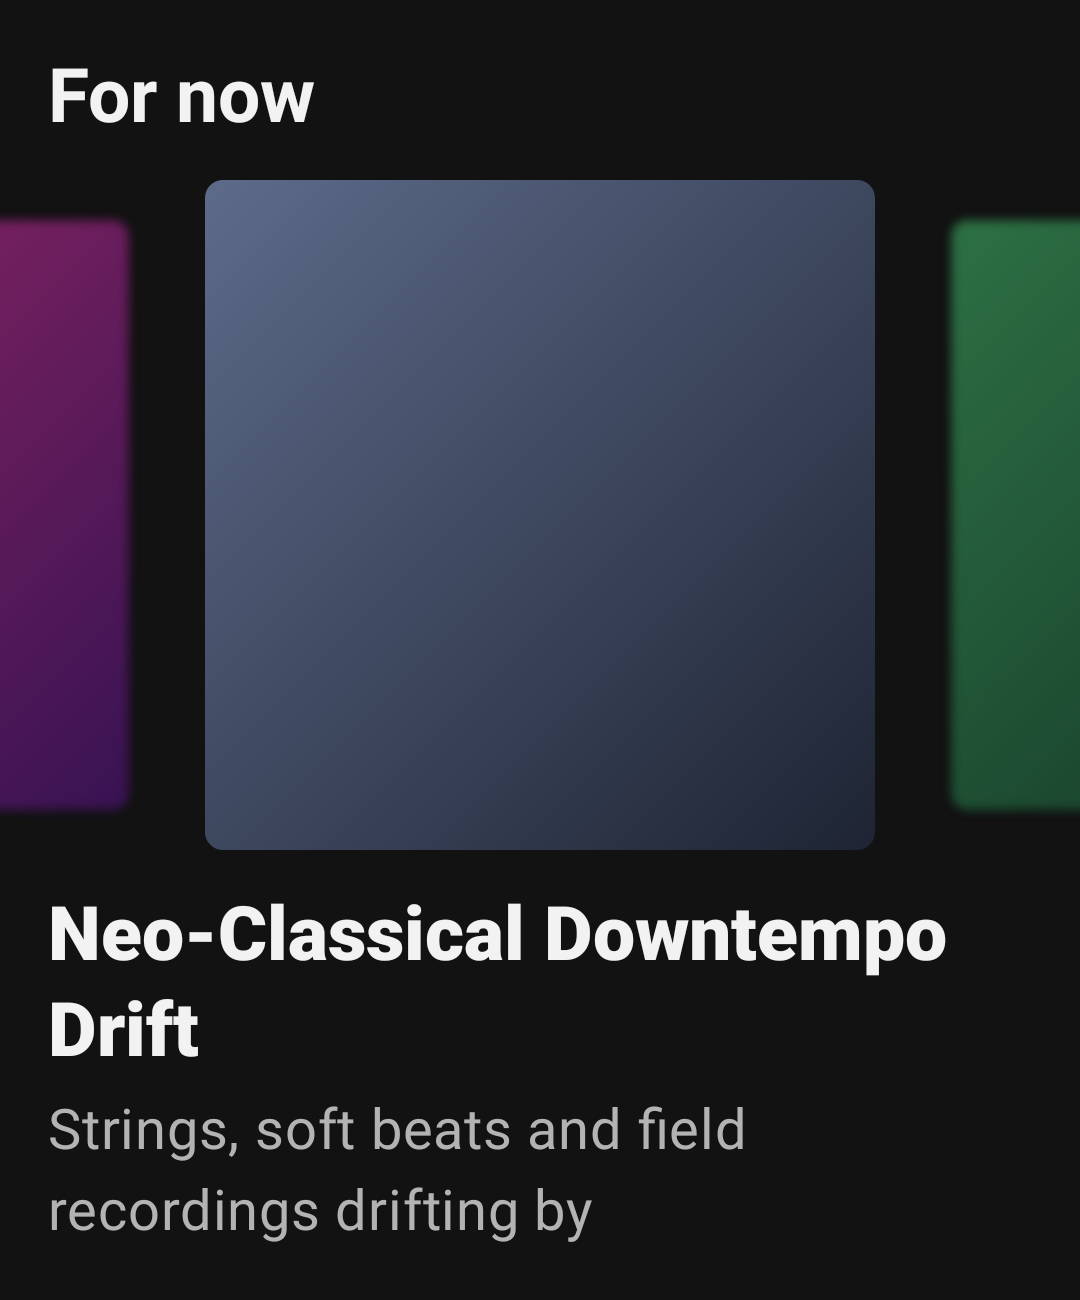 For now
Neo-Classical Downtempo
Drift
Strings, soft beats and field
recordings drifting by